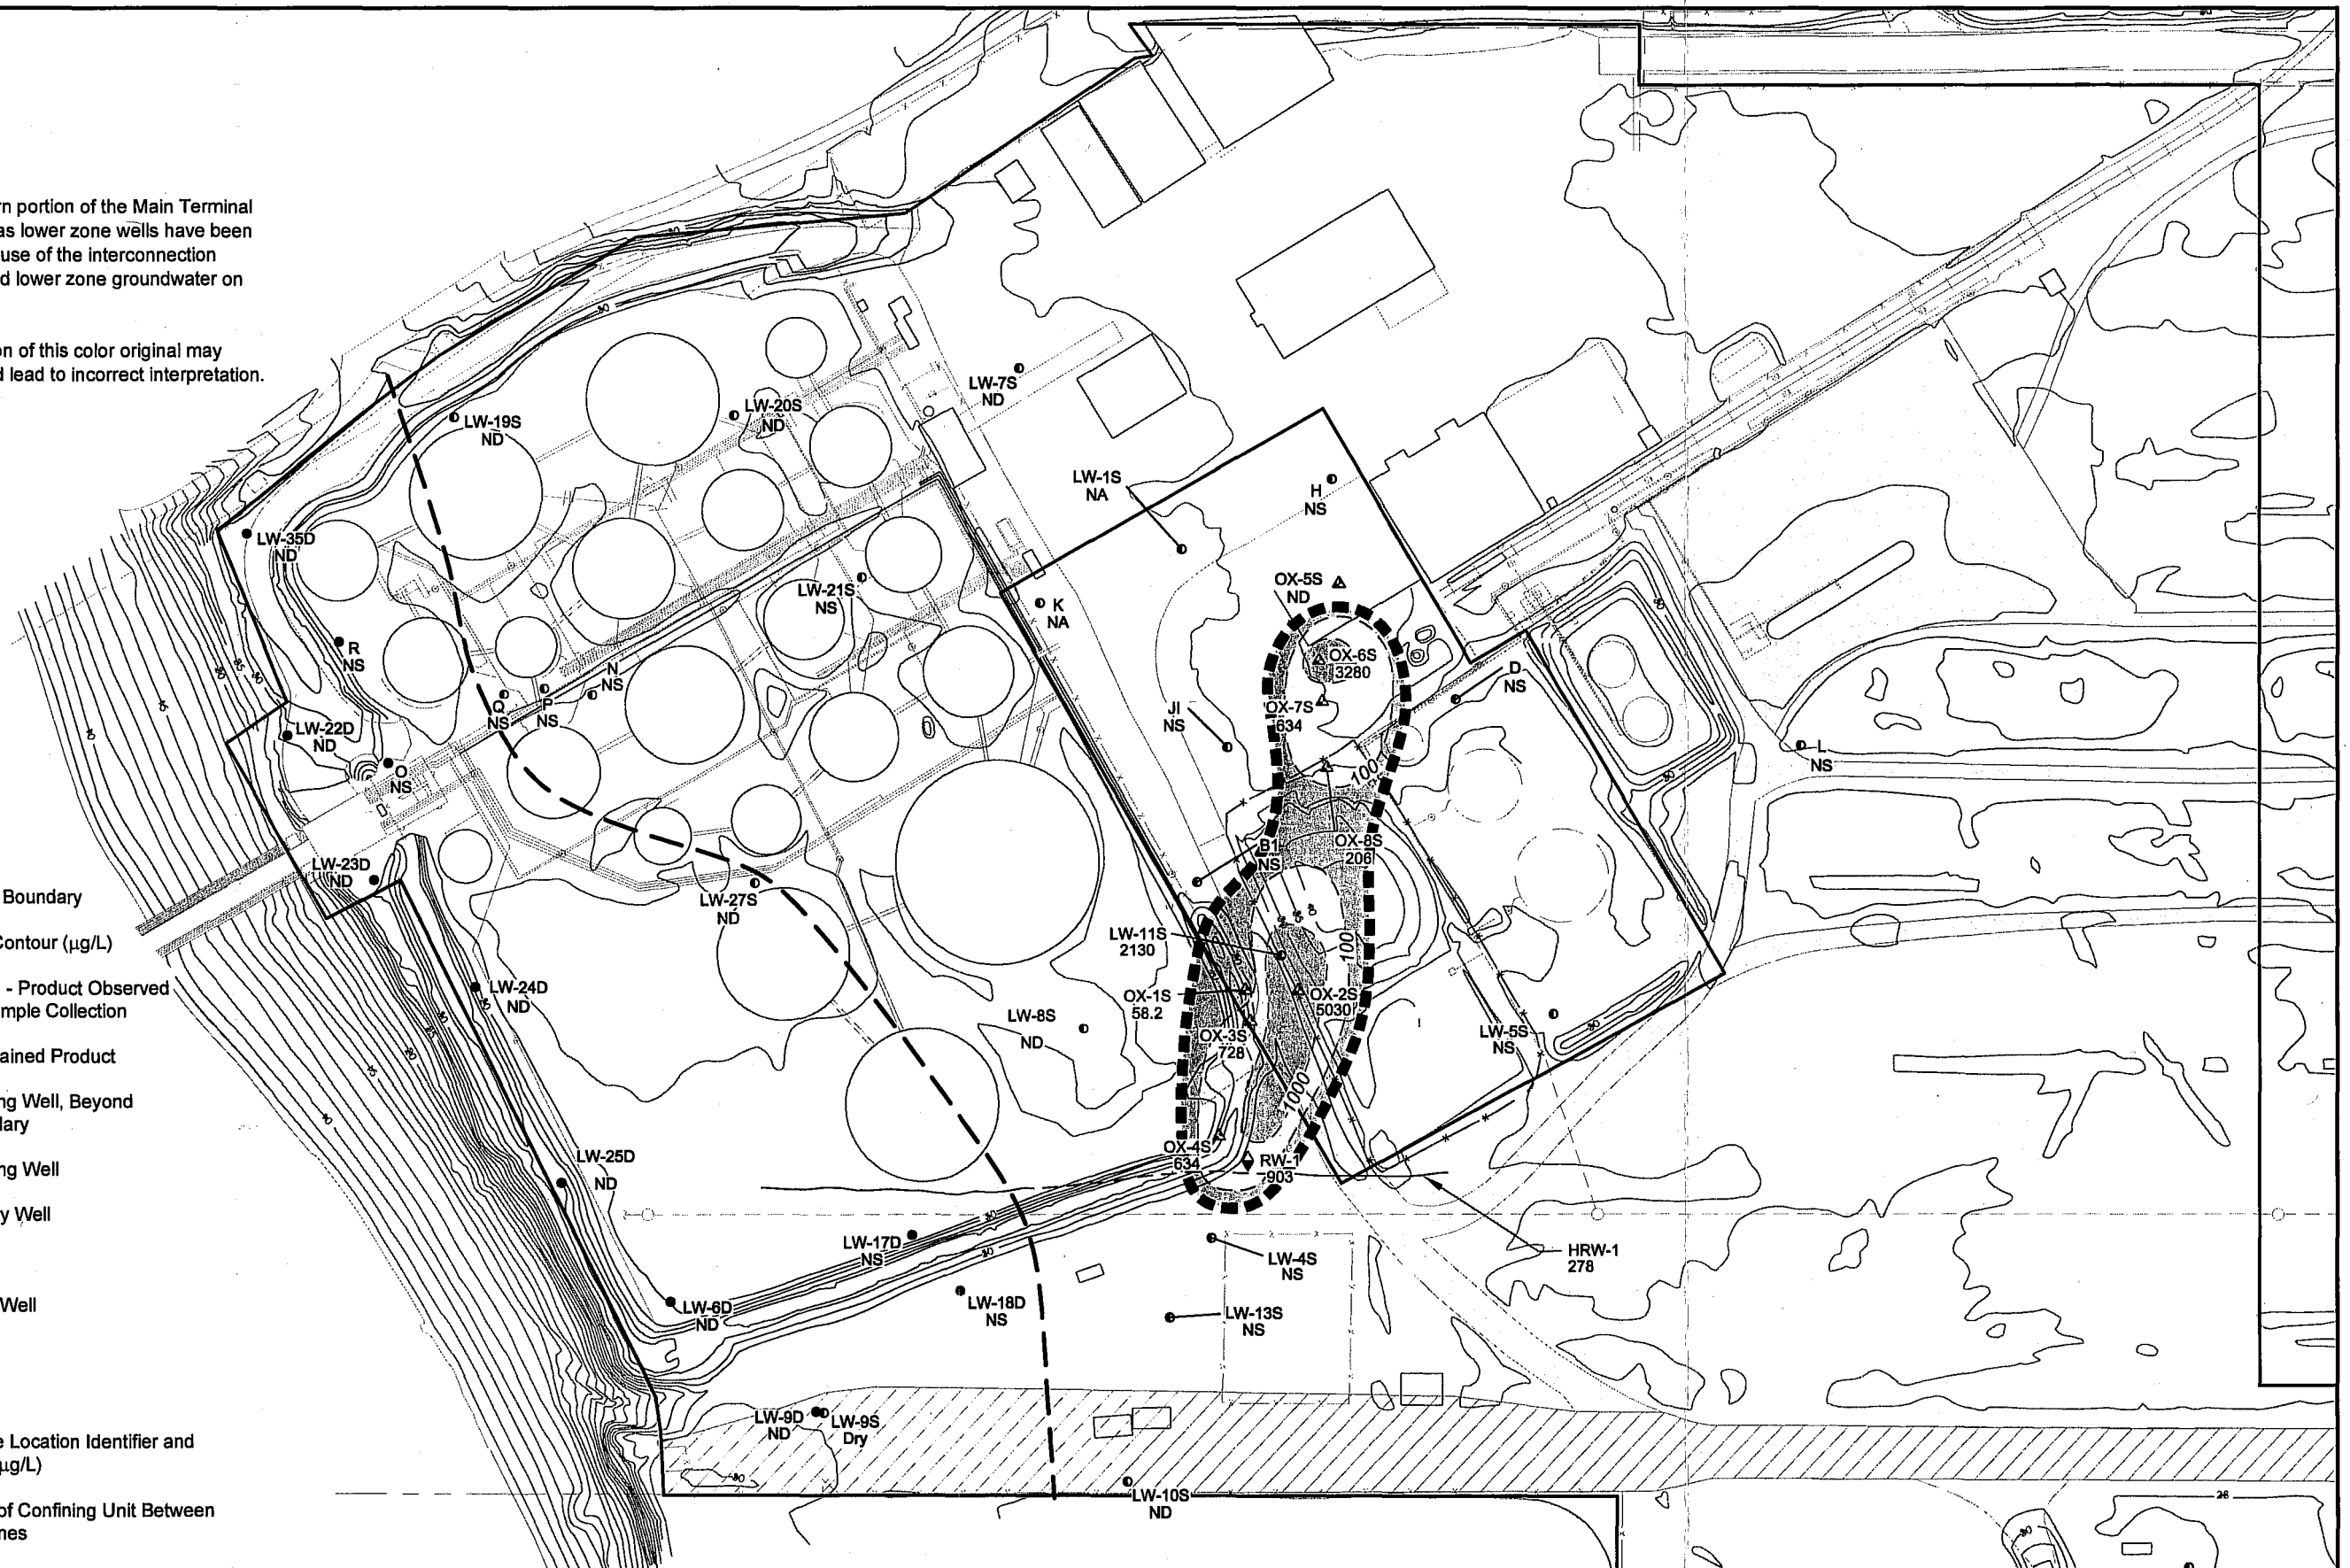 rn portion of the Main Terminal
as lower zone wells have been
use of the interconnection
d lower zone groundwater on
on of this color original may
d lead to incorrect interpretation.
Boundary
Contour (µg/L)
- Product Observed
mple Collection
ained Product
ng Well, Beyond
dary
ng Well
y Well
Well
e Location Identifier and
µg/L)
of Confining Unit Between
nes
LW-7S
ND
LW-19S
ND
LW-20S
ND
LW-1S
NA
H
NS
LW-35D
ND
LW-21S
NS
K
NA
OX-5S
ND
R
NS
N
NS
OX-6S
3280
D
NS
Q
NS
P
NS
OX-7S
634
JI
NS
LW-22D
ND
L
NS
O
NS
100
OX-8S
206
B1
NS
LW-23D
ND
LW-27S
ND
LW-11S
2130
100
LW-24D
ND
OX-1S
58.2
OX-2S
5030
LW-8S
ND
OX-3S
728
LW-5S
NS
1000
LW-25D
ND
OX-4S
634
RW-1
903
LW-17D
NS
LW-4S
NS
HRW-1
278
LW-6D
ND
LW-18D
NS
LW-13S
NS
LW-9D
ND
LW-9S
Dry
LW-10S
ND
28
30